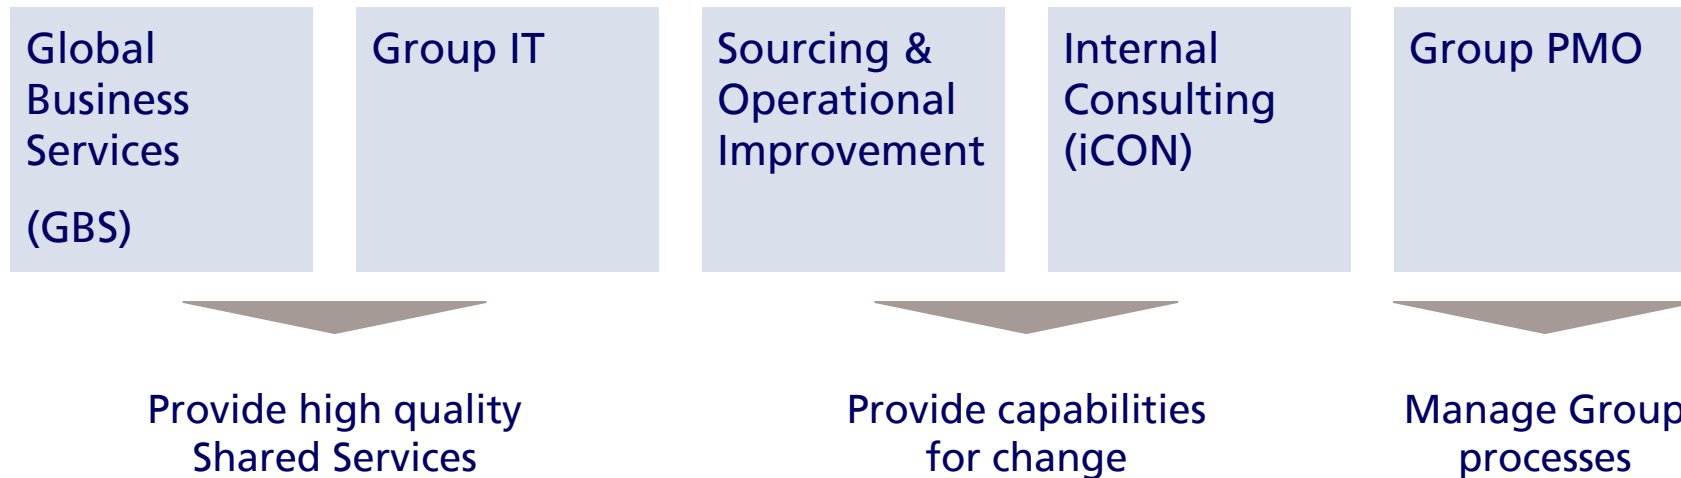 Global
Business
Services
(GBS)
Group IT
Sourcing &
Operational
Improvement
Internal
Consulting
(iCON)
Group PMO
Provide high quality
Shared Services
Provide capabilities
for change
Manage Group
processes